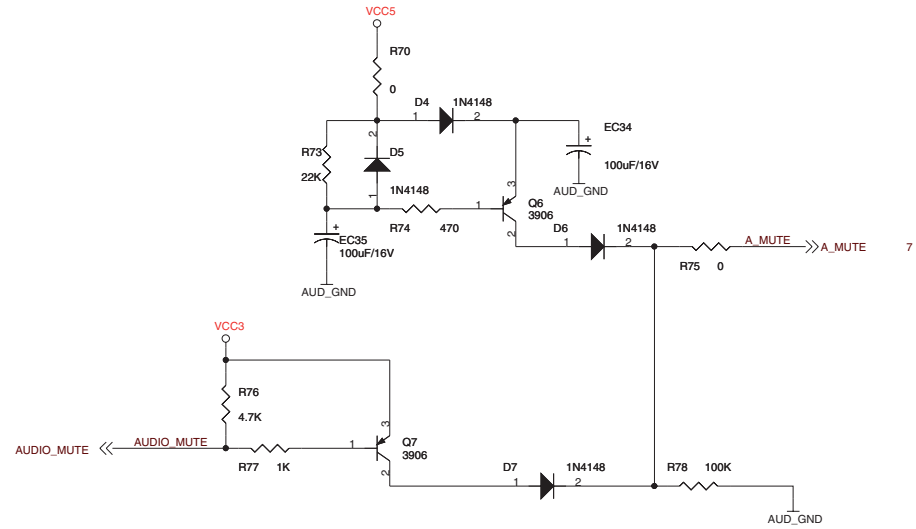 VCC5
R70
0
D4 1N4148
1 2
EC34
+
100uF/16V
AUD_GND
R73
22K
2
D5
1
1N4148
3
Q6
3906
1
2
R74 470
+
EC35
100uF/16V
AUD_GND
D6 1N4148
1 2
A_MUTE
A_MUTE 7
R75 0
VCC3
R76
4.7K
AUDIO_MUTE
AUDIO_MUTE
R77 1K
1
3
Q7
3906
2
D7 1N4148
1 2
R78 100K
AUD_GND